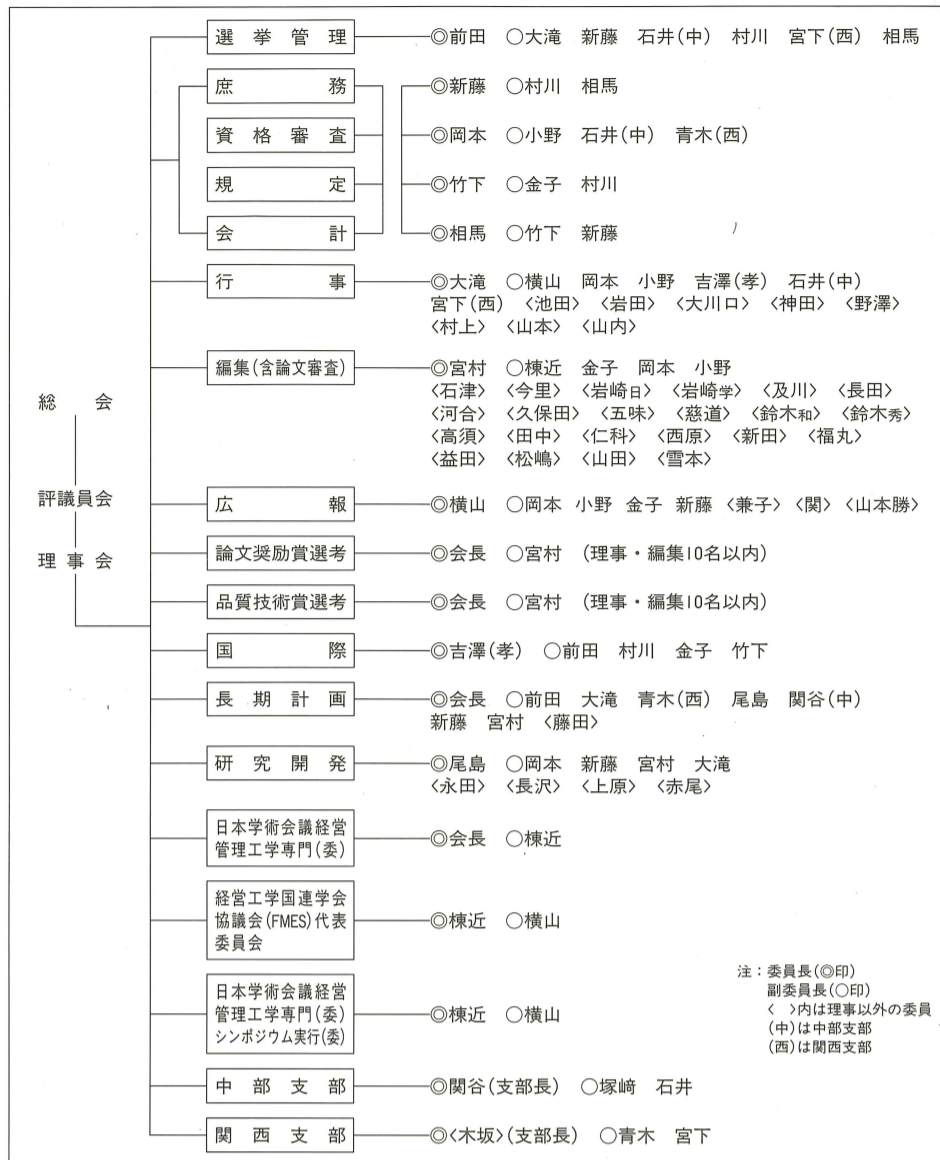 選挙管理 ◎前田 ○大滝 新藤 石井(中) 村川 宮下(西) 相馬
庶務 ◎新藤 ○村川 相馬
資格審査 ◎岡本 ○小野 石井(中) 青木(西)
規定 ◎竹下 ○金子 村川
会計 ◎相馬 ○竹下 新藤
行事 ◎大滝 ○横山 岡本 小野 吉澤(孝) 石井(中)
宮下(西) 〈池田〉 〈岩田〉 〈大川口〉 〈神田〉 〈野澤〉
〈村上〉 〈山本〉 〈山内〉
編集(含論文審査) ◎宮村 ○棟近 金子 岡本 小野
〈石津〉 〈今里〉 〈岩崎日〉 〈岩崎学〉 〈及川〉 〈長田〉
〈河合〉 〈久保田〉 〈五味〉 〈慈道〉 〈鈴木和〉 〈鈴木秀〉
〈高須〉 〈田中〉 〈仁科〉 〈西原〉 〈新田〉 〈福丸〉
〈益田〉 〈松嶋〉 〈山田〉 〈雪本〉
総会
評議員会
理事会
広報 ◎横山 ○岡本 小野 金子 新藤 〈兼子〉 〈関〉 〈山本勝〉
論文奨励賞選考 ◎会長 ○宮村 (理事・編集10名以内)
品質技術賞選考 ◎会長 ○宮村 (理事・編集10名以内)
国際 ◎吉澤(孝) ○前田 村川 金子 竹下
長期計画 ◎会長 ○前田 大滝 青木(西) 尾島 関谷(中)
新藤 宮村 〈藤田〉
研究開発 ◎尾島 ○岡本 新藤 宮村 大滝
〈永田〉 〈長沢〉 〈上原〉 〈赤尾〉
日本学術会議経営
管理工学専門(委)
◎会長 ○棟近
経営工学国連学会
協議会(FMES)代表
委員会
◎棟近 ○横山
日本学術会議経営
管理工学専門(委)
シンポジウム実行(委)
◎棟近 ○横山
注：委員長(◎印)
副委員長(○印)
〈 〉内は理事以外の委員
(中)は中部支部
(西)は関西支部
中部支部 ◎関谷(支部長) ○塚﨑 石井
関西支部 ◎〈木坂〉(支部長) ○青木 宮下